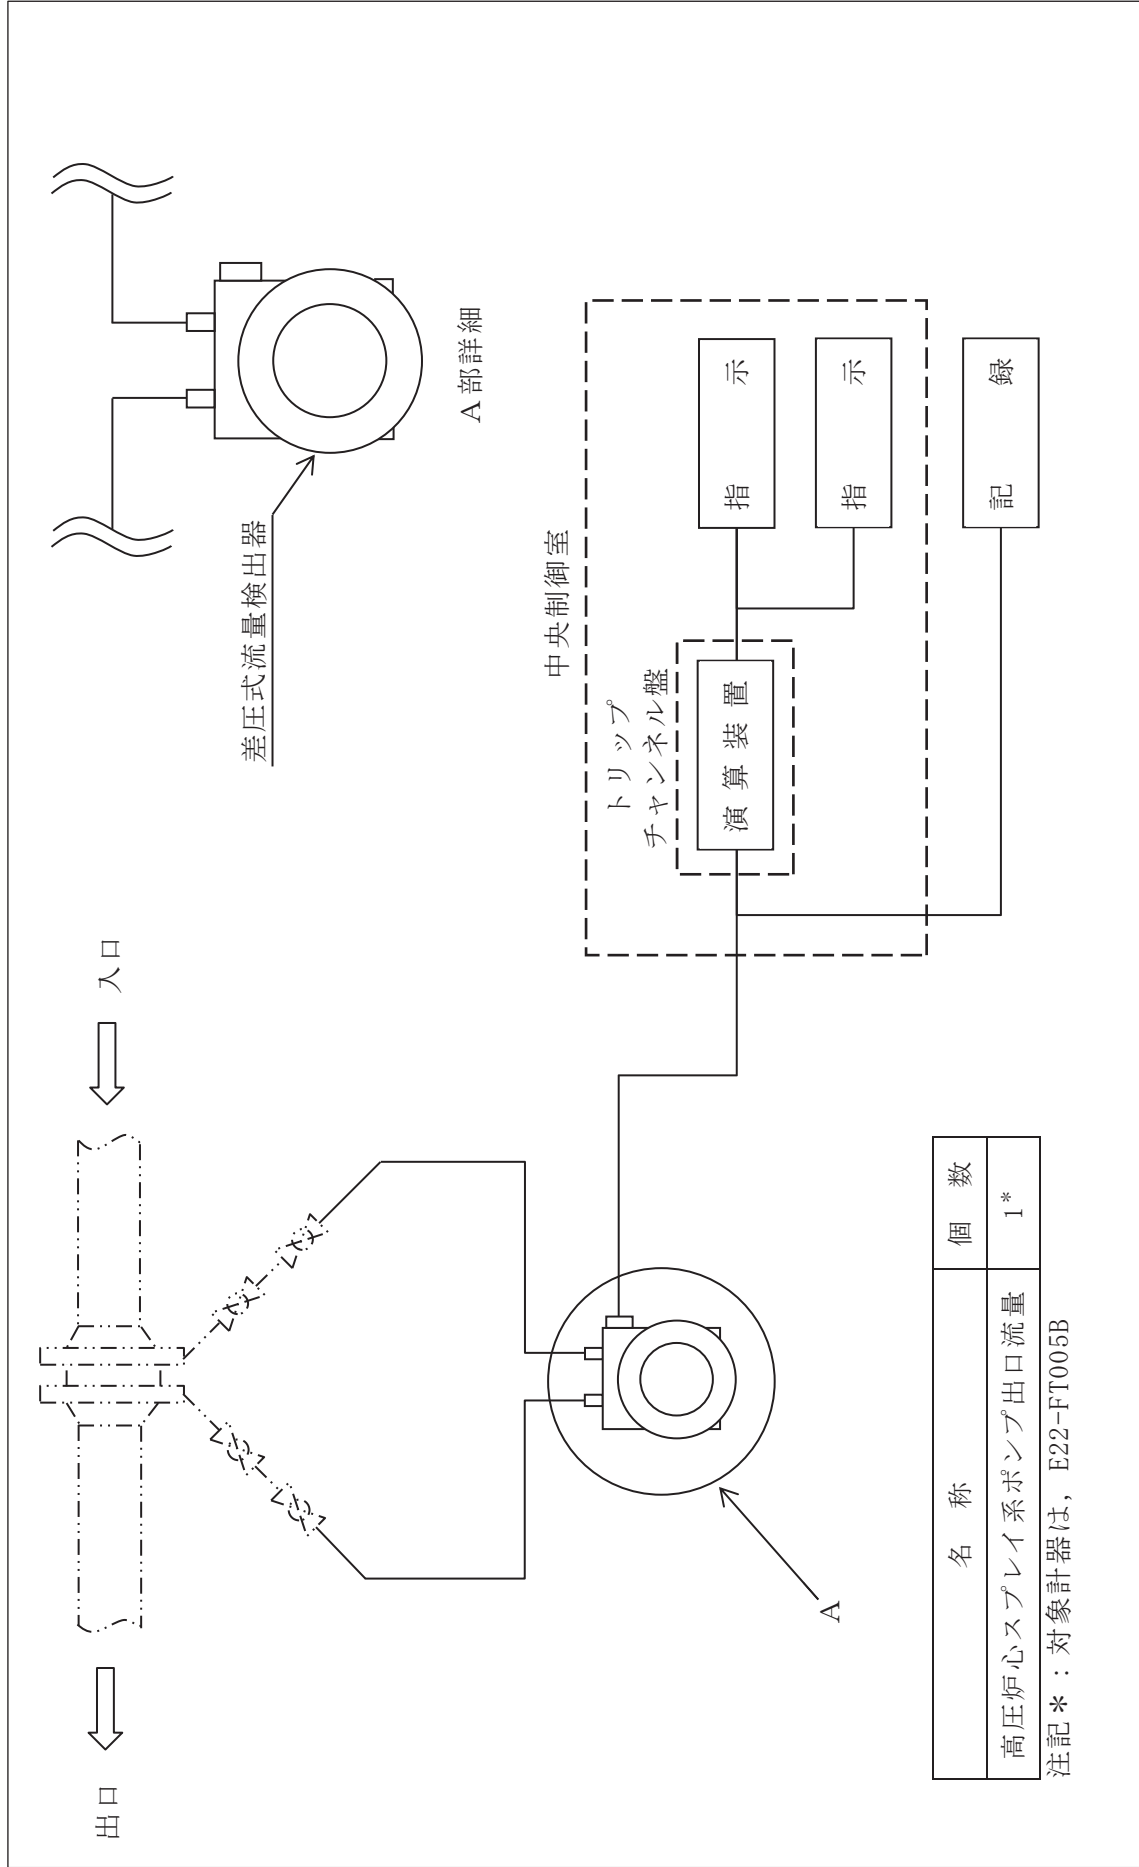 出口
入口
差圧式流量検出器
A部詳細
A
中央制御室
トリップ
チャンネル盤
演算装置
指示
指示
記録
名称 個数
高圧炉心スプレイ系ポンプ出口流量 1*
注記＊：対象計器は，E22-FT005B